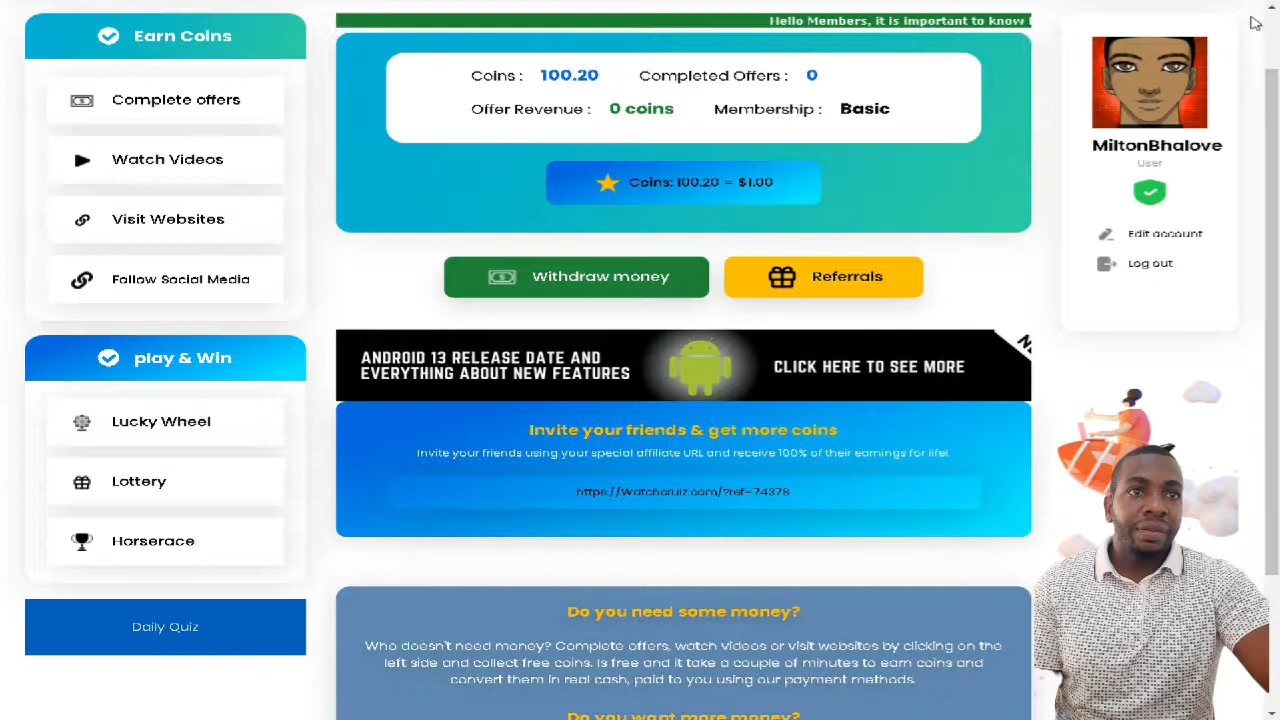 Hello Members, it is important to know
Earn Coins
Complete offers
Watch Videos
Visit Websites
Follow Social Media
play & Win
Lucky Wheel
Lottery
Horserace
Daily Quiz
Coins : 100.20 Completed Offers : 0
Offer Revenue : 0 coins Membership : Basic
Coins: 100.20 = $1.00
Withdraw money
Referrals
ANDROID 13 RELEASE DATE AND
EVERYTHING ABOUT NEW FEATURES
CLICK HERE TO SEE MORE
Invite your friends & get more coins
Invite your friends using your special affiliate URL and receive 100% of their earnings for life!
https://Watchcruiz.com/?ref=74378
Do you need some money?
Who doesn't need money? Complete offers, watch videos or visit websites by clicking on the
left side and collect free coins. Is free and it take a couple of minutes to earn coins and
convert them in real cash, paid to you using our payment methods.
Do you want more money?
MiltonBhalove
User
Edit account
Log out